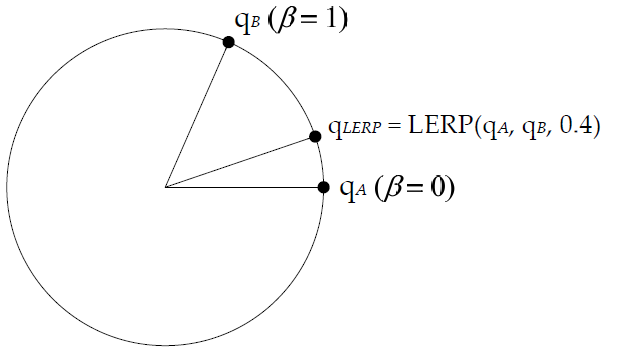 qB (β = 1)
qLERP = LERP(qA, qB, 0.4)
qA (β = 0)